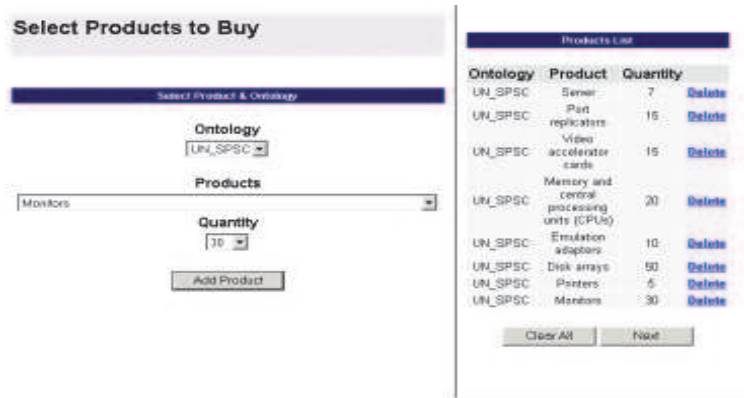 Select Products to Buy
Select Product & Ontology
Ontology
UN_SPSC
Products
Monitors
Quantity
30
Add Product
Products List
Ontology Product Quantity
UN_SPSC Server 7 Delete
UN_SPSC Port replicators 15 Delete
UN_SPSC Video accelerator cards 15 Delete
UN_SPSC Memory and central processing units (CPUs) 20 Delete
UN_SPSC Emulation adapters 10 Delete
UN_SPSC Disk arrays 50 Delete
UN_SPSC 5 Delete
UN_SPSC Monitors 30 Delete
Clear All Next